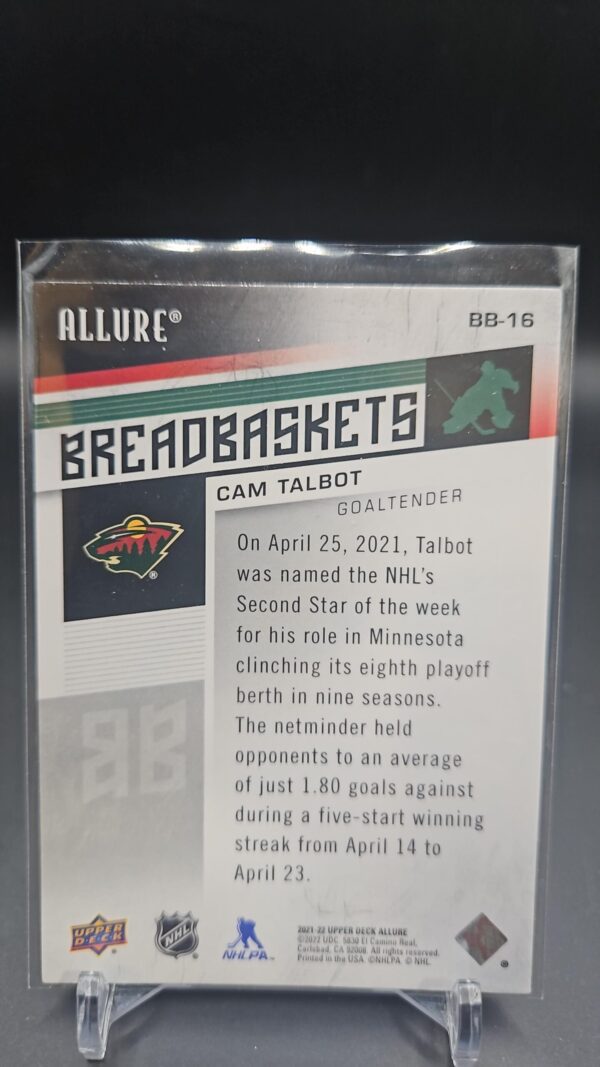 ALLURE®
BB-16
BREADBASKETS
CAM TALBOT
GOALTENDER
On April 25, 2021, Talbot
was named the NHL's
Second Star of the week
for his role in Minnesota
clinching its eighth playoff
berth in nine seasons.
The netminder held
opponents to an average
of just 1.80 goals against
during a five-start winning
streak from April 14 to
April 23.
®
BB
UPPER
DECK
NHL
NHLPA
2021-22 UPPER DECK ALLURE
©2022 UDC. 5830 El Camino Real,
Carlsbad, CA 92008. All rights reserved.
Printed in the USA. ©NHLPA. © NHL.
®